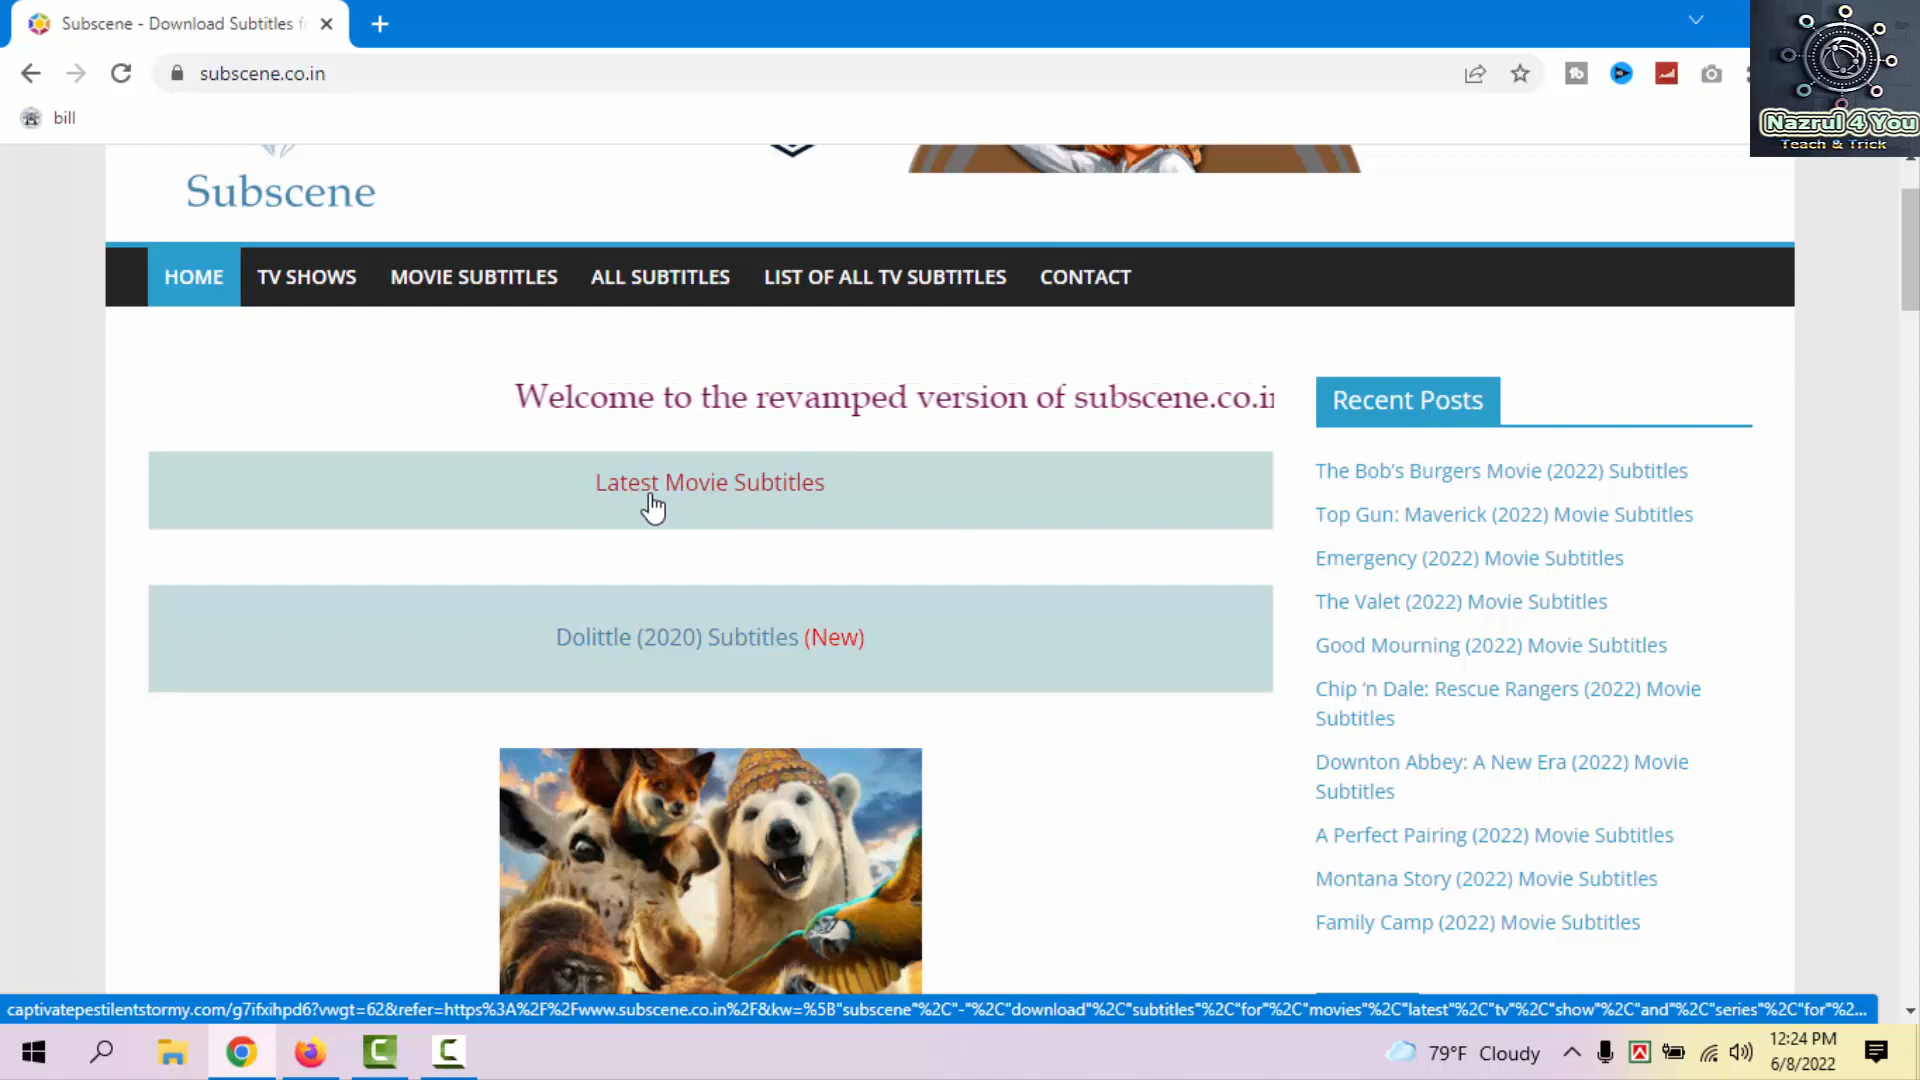 Subscene - Download Subtitles f
subscene.co.in
bill
Nazrul 4 You
Teach & Trick
Subscene
HOME TV SHOWS MOVIE SUBTITLES ALL SUBTITLES LIST OF ALL TV SUBTITLES CONTACT
Welcome to the revamped version of subscene.co.in
Latest Movie Subtitles
Dolittle (2020) Subtitles (New)
Recent Posts
The Bob’s Burgers Movie (2022) Subtitles
Top Gun: Maverick (2022) Movie Subtitles
Emergency (2022) Movie Subtitles
The Valet (2022) Movie Subtitles
Good Mourning (2022) Movie Subtitles
Chip ‘n Dale: Rescue Rangers (2022) Movie
Subtitles
Downton Abbey: A New Era (2022) Movie
Subtitles
A Perfect Pairing (2022) Movie Subtitles
Montana Story (2022) Movie Subtitles
Family Camp (2022) Movie Subtitles
captivatepestilentstormy.com/g7ifxihpd6?vwgt=62&refer=https%3A%2F%2Fwww.subscene.co.in%2F&kw=%5B"subscene"%2C"-"%2C"download"%2C"subtitles"%2C"for"%2C"movies"%2C"latest"%2C"tv"%2C"show"%2C"and"%2C"series"%2C"for"%2...
79°F Cloudy
12:24 PM
6/8/2022